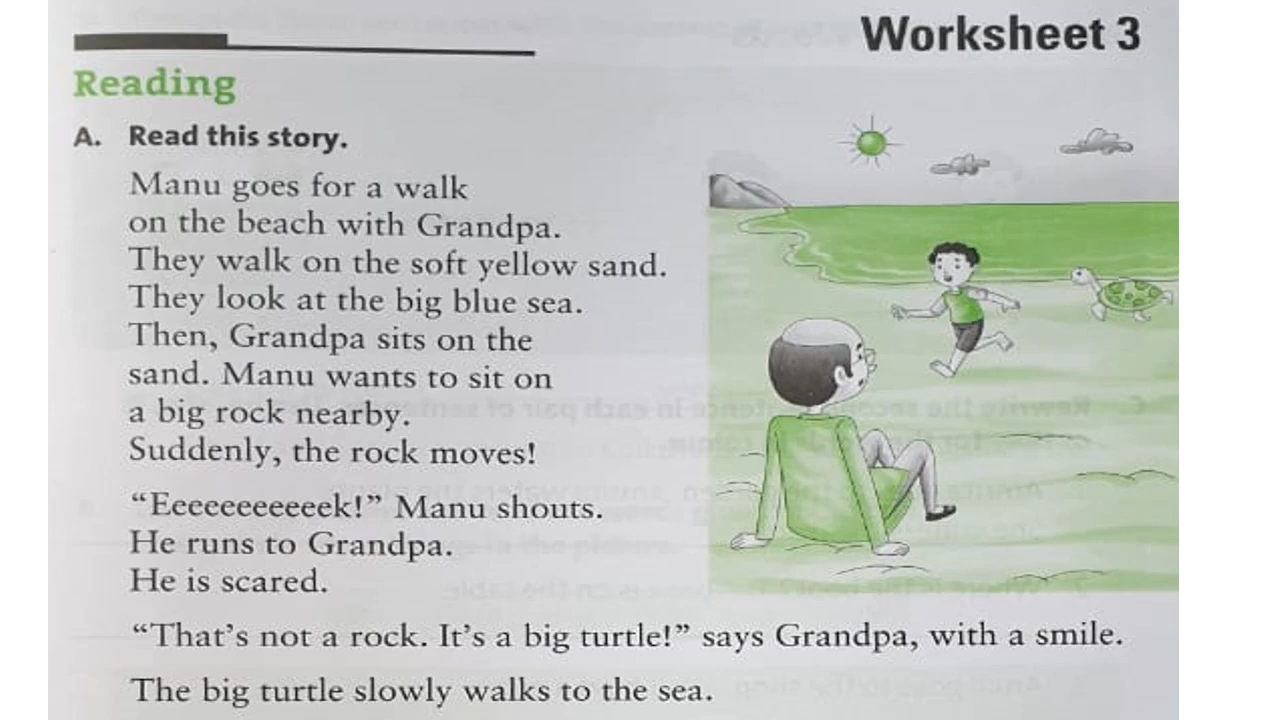 Worksheet 3
Reading
A. Read this story.
Manu goes for a walk
on the beach with Grandpa.
They walk on the soft yellow sand.
They look at the big blue sea.
Then, Grandpa sits on the
sand. Manu wants to sit on
a big rock nearby.
Suddenly, the rock moves!
“Eeeeeeeeeeek!” Manu shouts.
He runs to Grandpa.
He is scared.
“That’s not a rock. It’s a big turtle!” says Grandpa, with a smile.
The big turtle slowly walks to the sea.